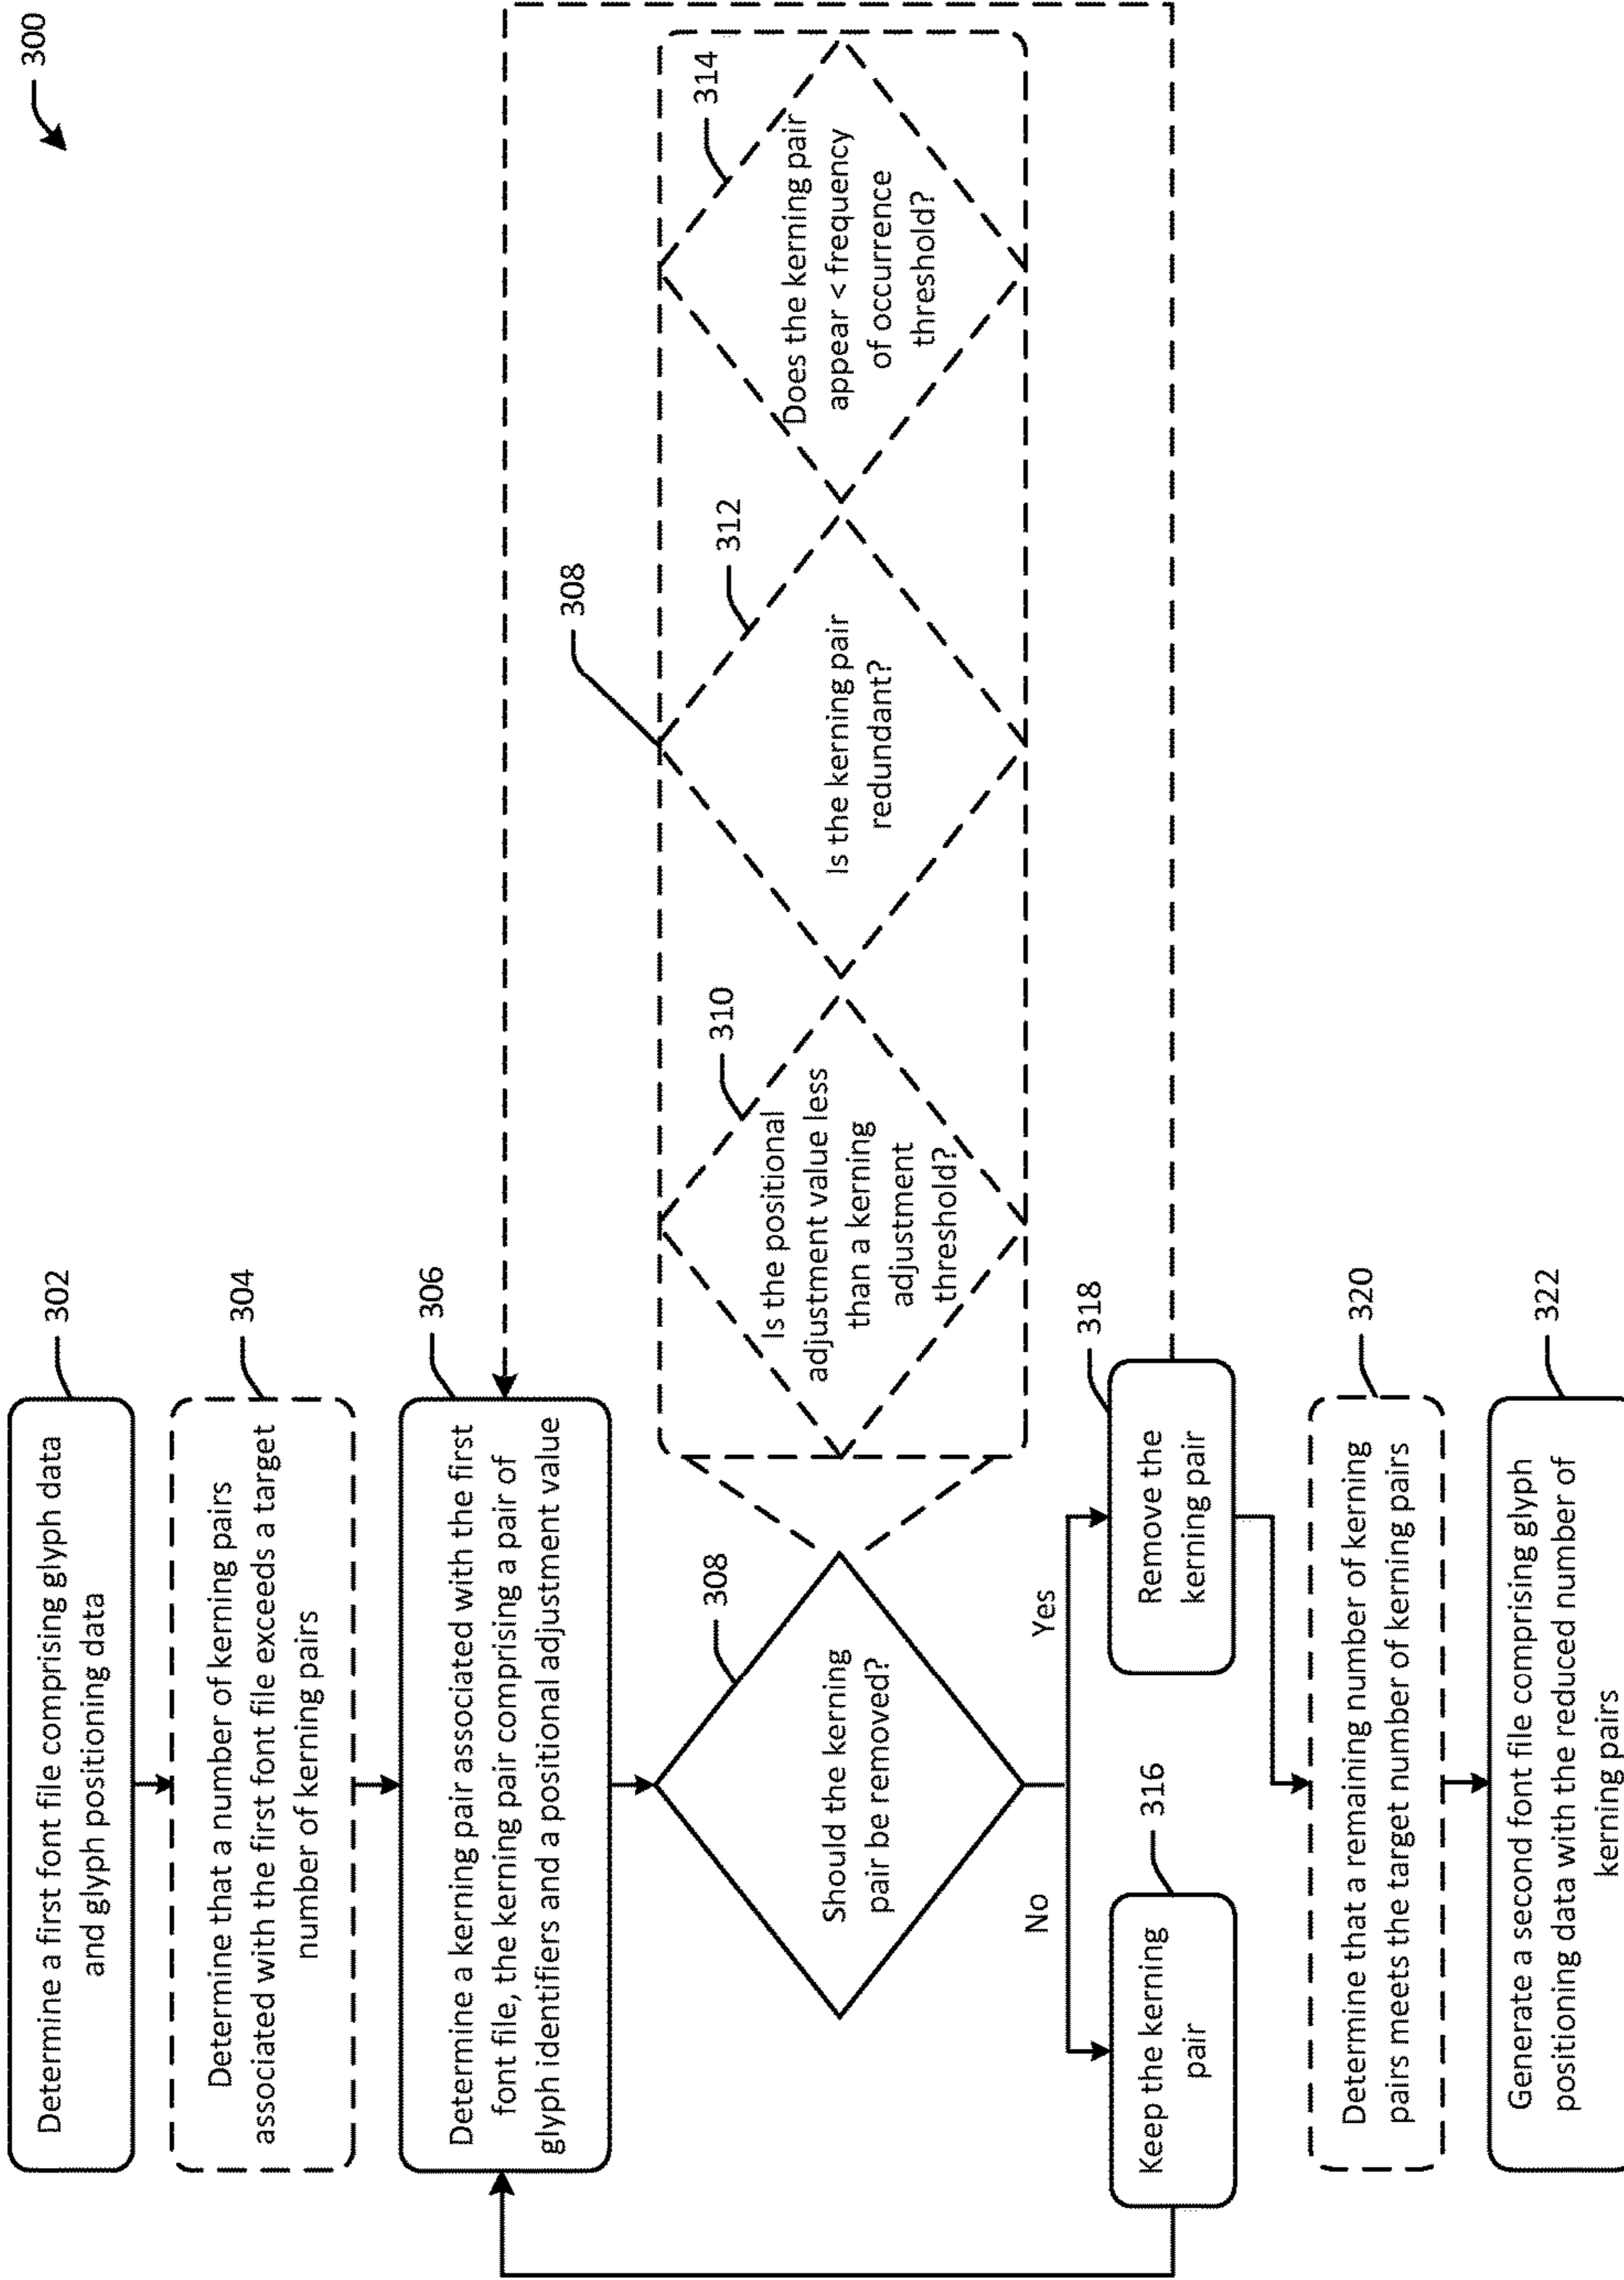 300
Determine a first font file comprising glyph data
and glyph positioning data
302
Determine that a number of kerning pairs
associated with the first font file exceeds a target
number of kerning pairs
304
Determine a kerning pair associated with the first
font file, the kerning pair comprising a pair of
glyph identifiers and a positional adjustment value
306
Should the kerning
pair be removed?
308
308
Is the positional
adjustment value less
than a kerning
adjustment
threshold?
310
Is the kerning pair
redundant?
312
Does the kerning pair
appear < frequency
of occurrence
threshold?
314
No
Yes
Keep the kerning
pair
316
Remove the
kerning pair
318
Determine that a remaining number of kerning
pairs meets the target number of kerning pairs
320
Generate a second font file comprising glyph
positioning data with the reduced number of
kerning pairs
322